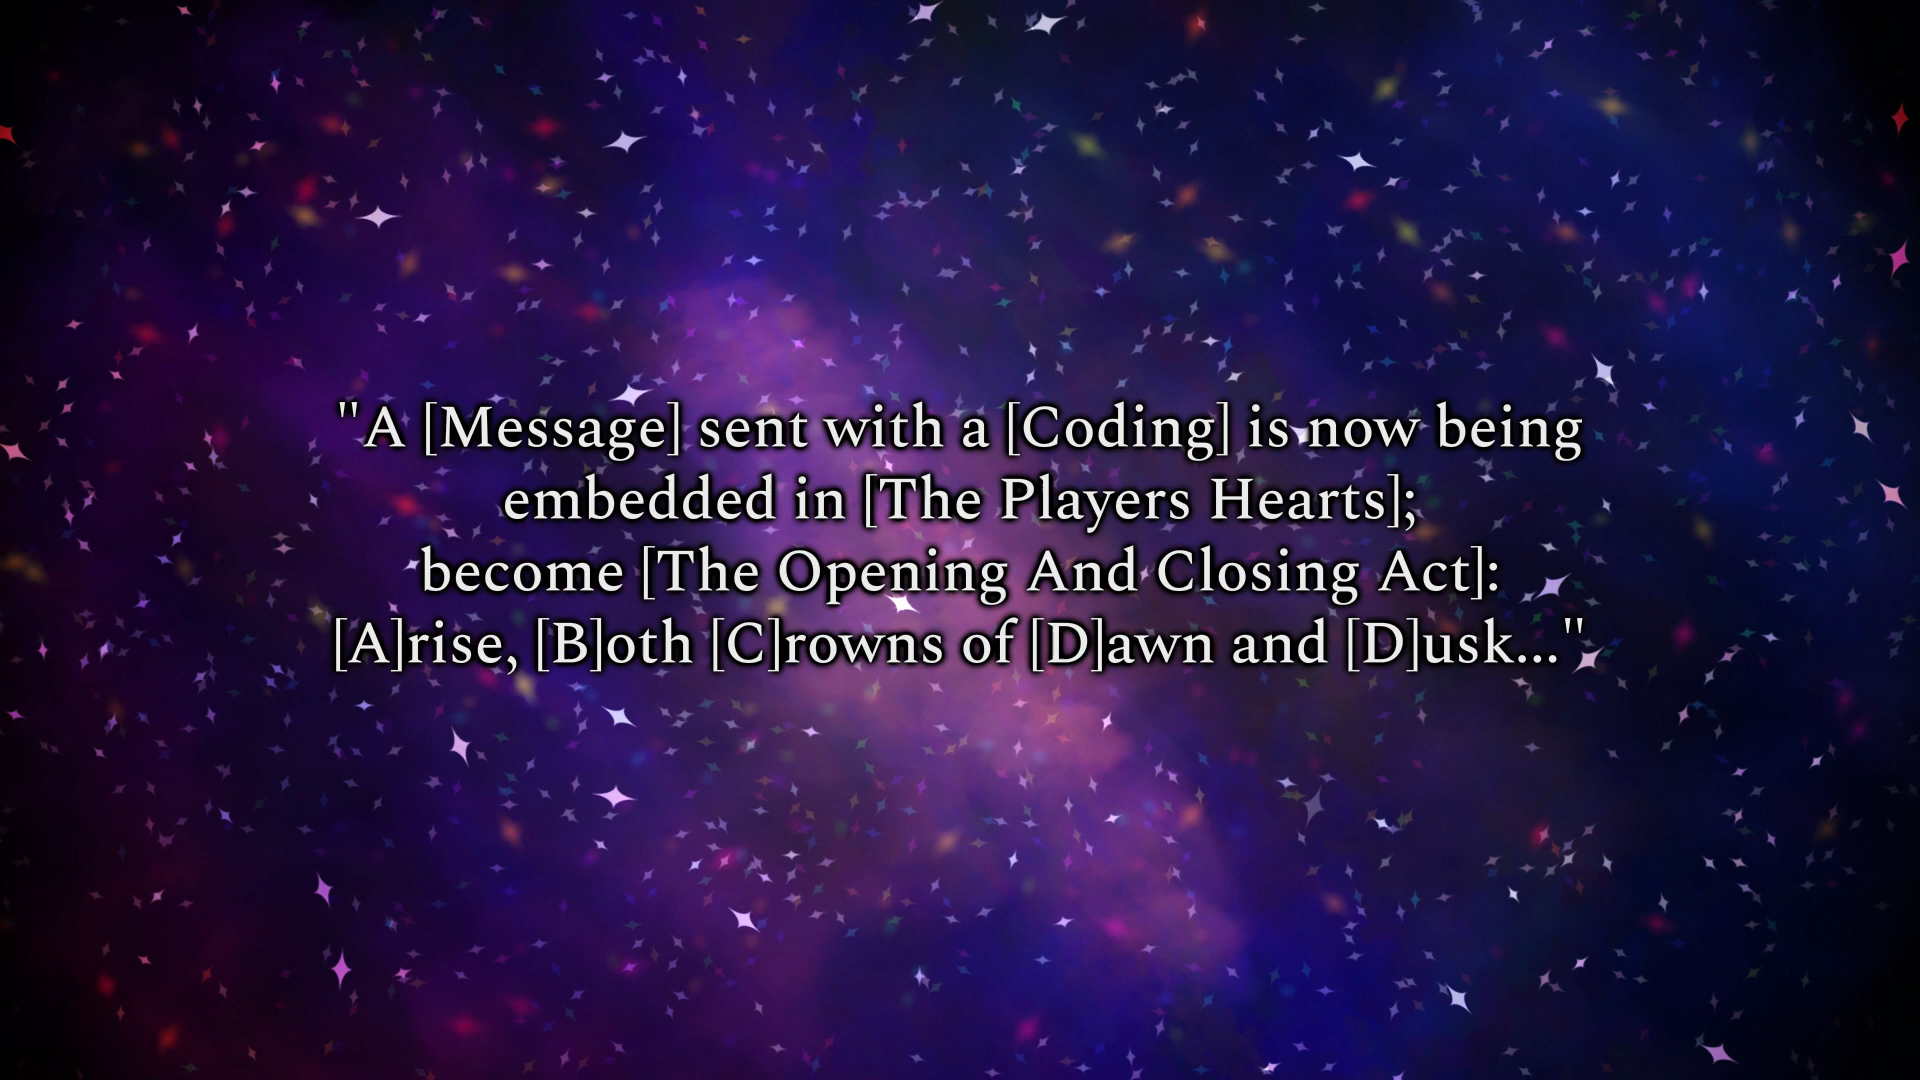 "A [Message] sent with a [Coding] is now being
embedded in [The Players Hearts];
become [The Opening And Closing Act]:
[A]rise, [B]oth [C]rowns of [D]awn and [D]usk..."